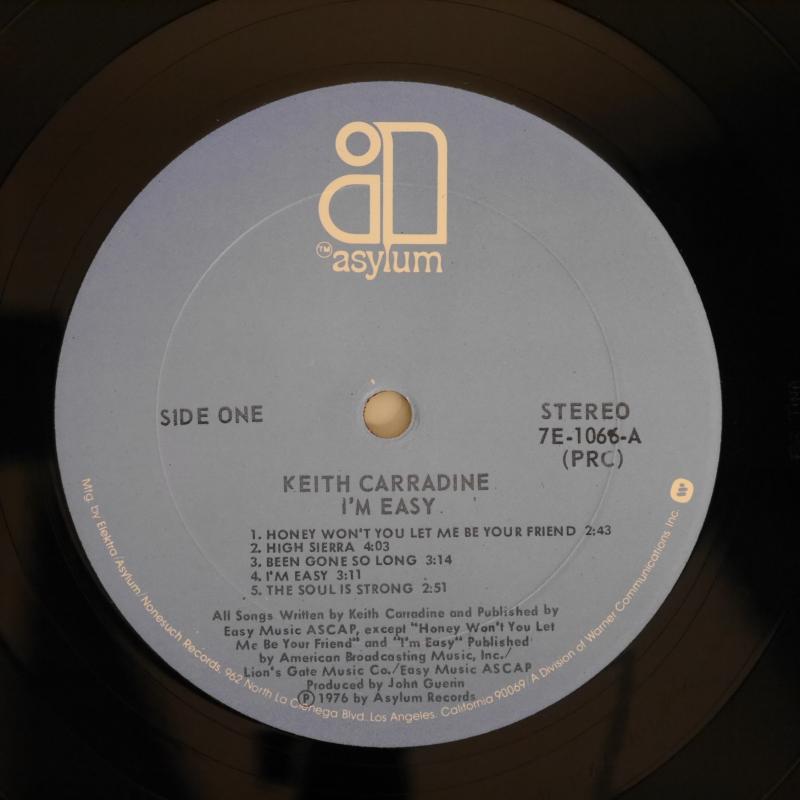 TM asylum
SIDE ONE
STEREO
7E-1066-A
(PRC)
KEITH CARRADINE
I'M EASY
1. HONEY WON'T YOU LET ME BE YOUR FRIEND 2:43
2. HIGH SIERRA 4:03
3. BEEN GONE SO LONG 3:14
4. I'M EASY 3:11
5. THE SOUL IS STRONG 2:51
All Songs Written by Keith Carradine and Published by
Easy Music ASCAP, except "Honey Won't You Let
Me Be Your Friend" and "I'm Easy" Published
by American Broadcasting Music, Inc./
Lion's Gate Music Co./Easy Music ASCAP
Produced by John Guerin
℗ 1976 by Asylum Records
Mfg. by Elektra/Asylum/Nonesuch Records, 962 North La Cienega Blvd. Los Angeles, California 90069/A Division of Warner Communications, Inc.